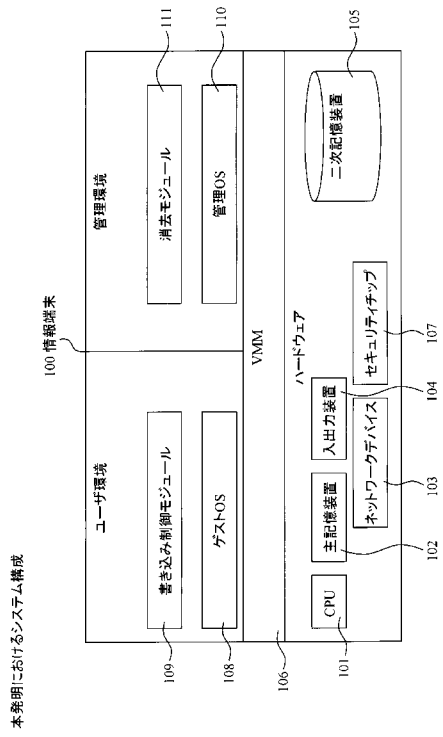 本発明におけるシステム構成
100 情報端末
ユーザ環境
管理環境
109
書き込み制御モジュール
消去モジュール
111
108
ゲストOS
管理OS
110
106
VMM
ハードウェア
CPU
主記憶装置
入出力装置
二次記憶装置
ネットワークデバイス
セキュリティチップ
101
102
103
104
107
105